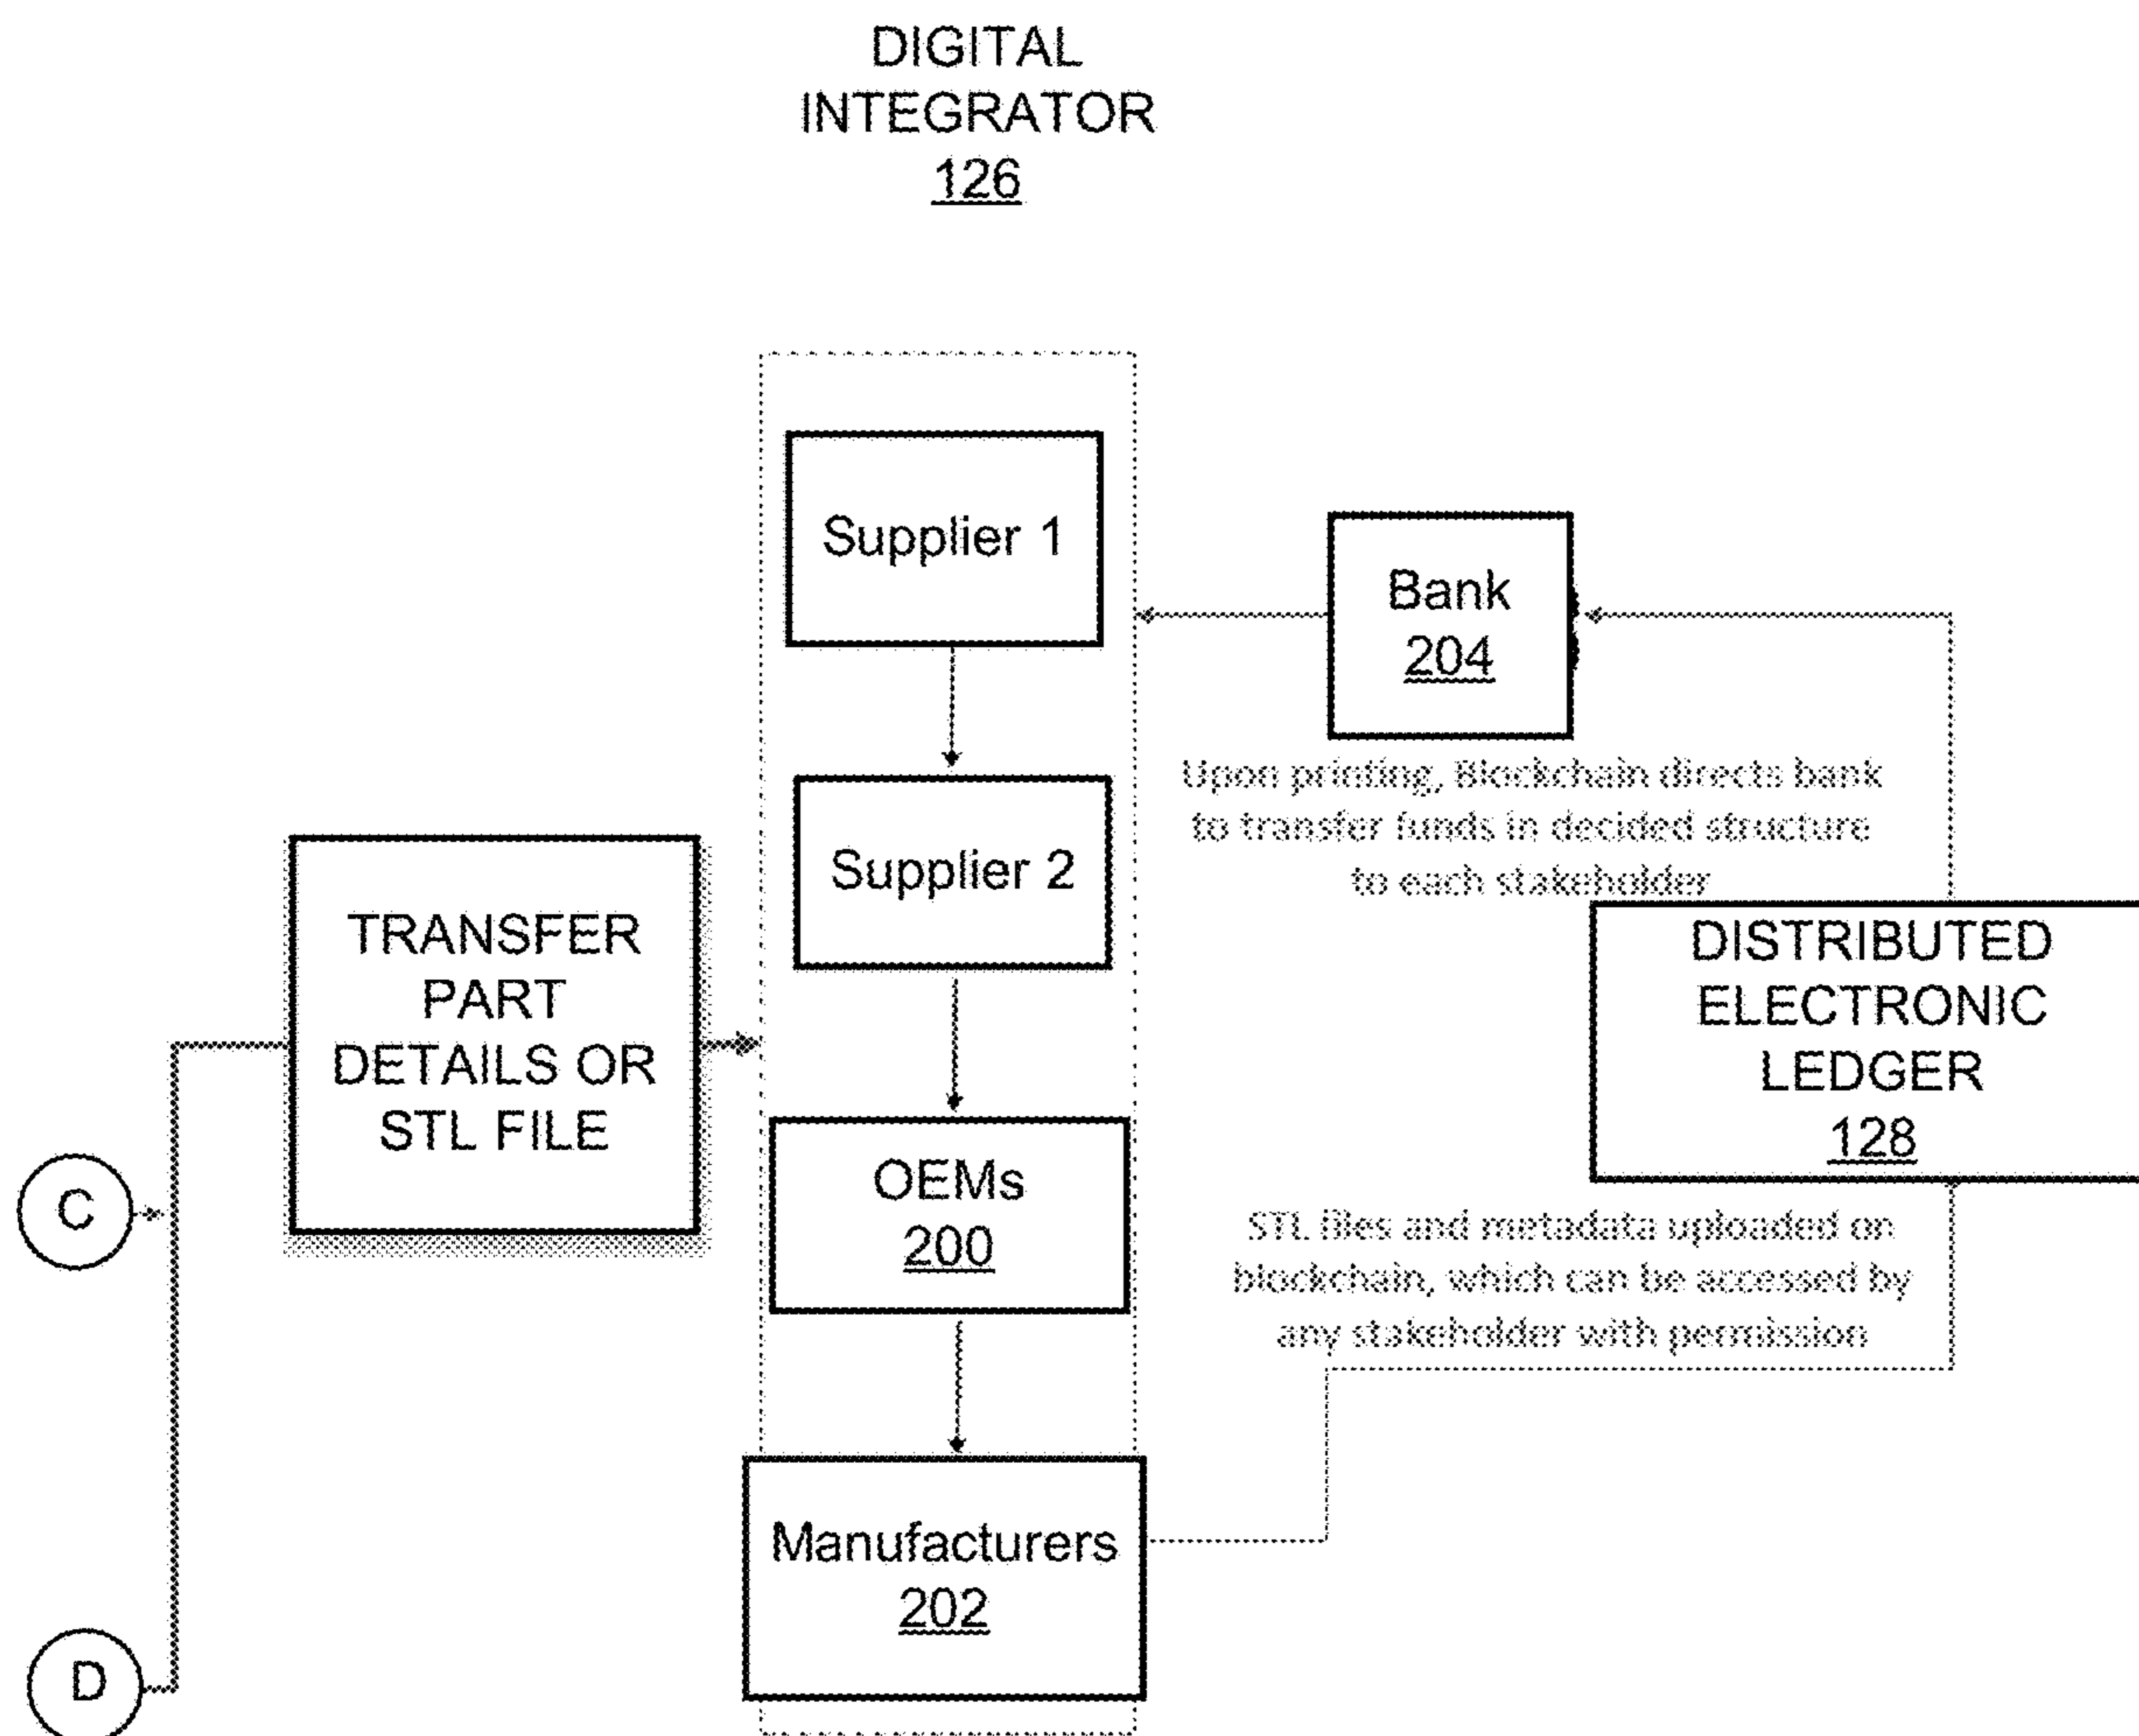 DIGITAL
INTEGRATOR
126
Supplier 1
Bank
204
Upon printing, Blockchain directs bank
to transfer funds in decided structure
to each stakeholder
Supplier 2
TRANSFER
PART
DETAILS OR
STL FILE
DISTRIBUTED
ELECTRONIC
LEDGER
128
OEMs
200
C
STL files and metadata uploaded on
blockchain, which can be accessed by
any stakeholder with permission
Manufacturers
202
D